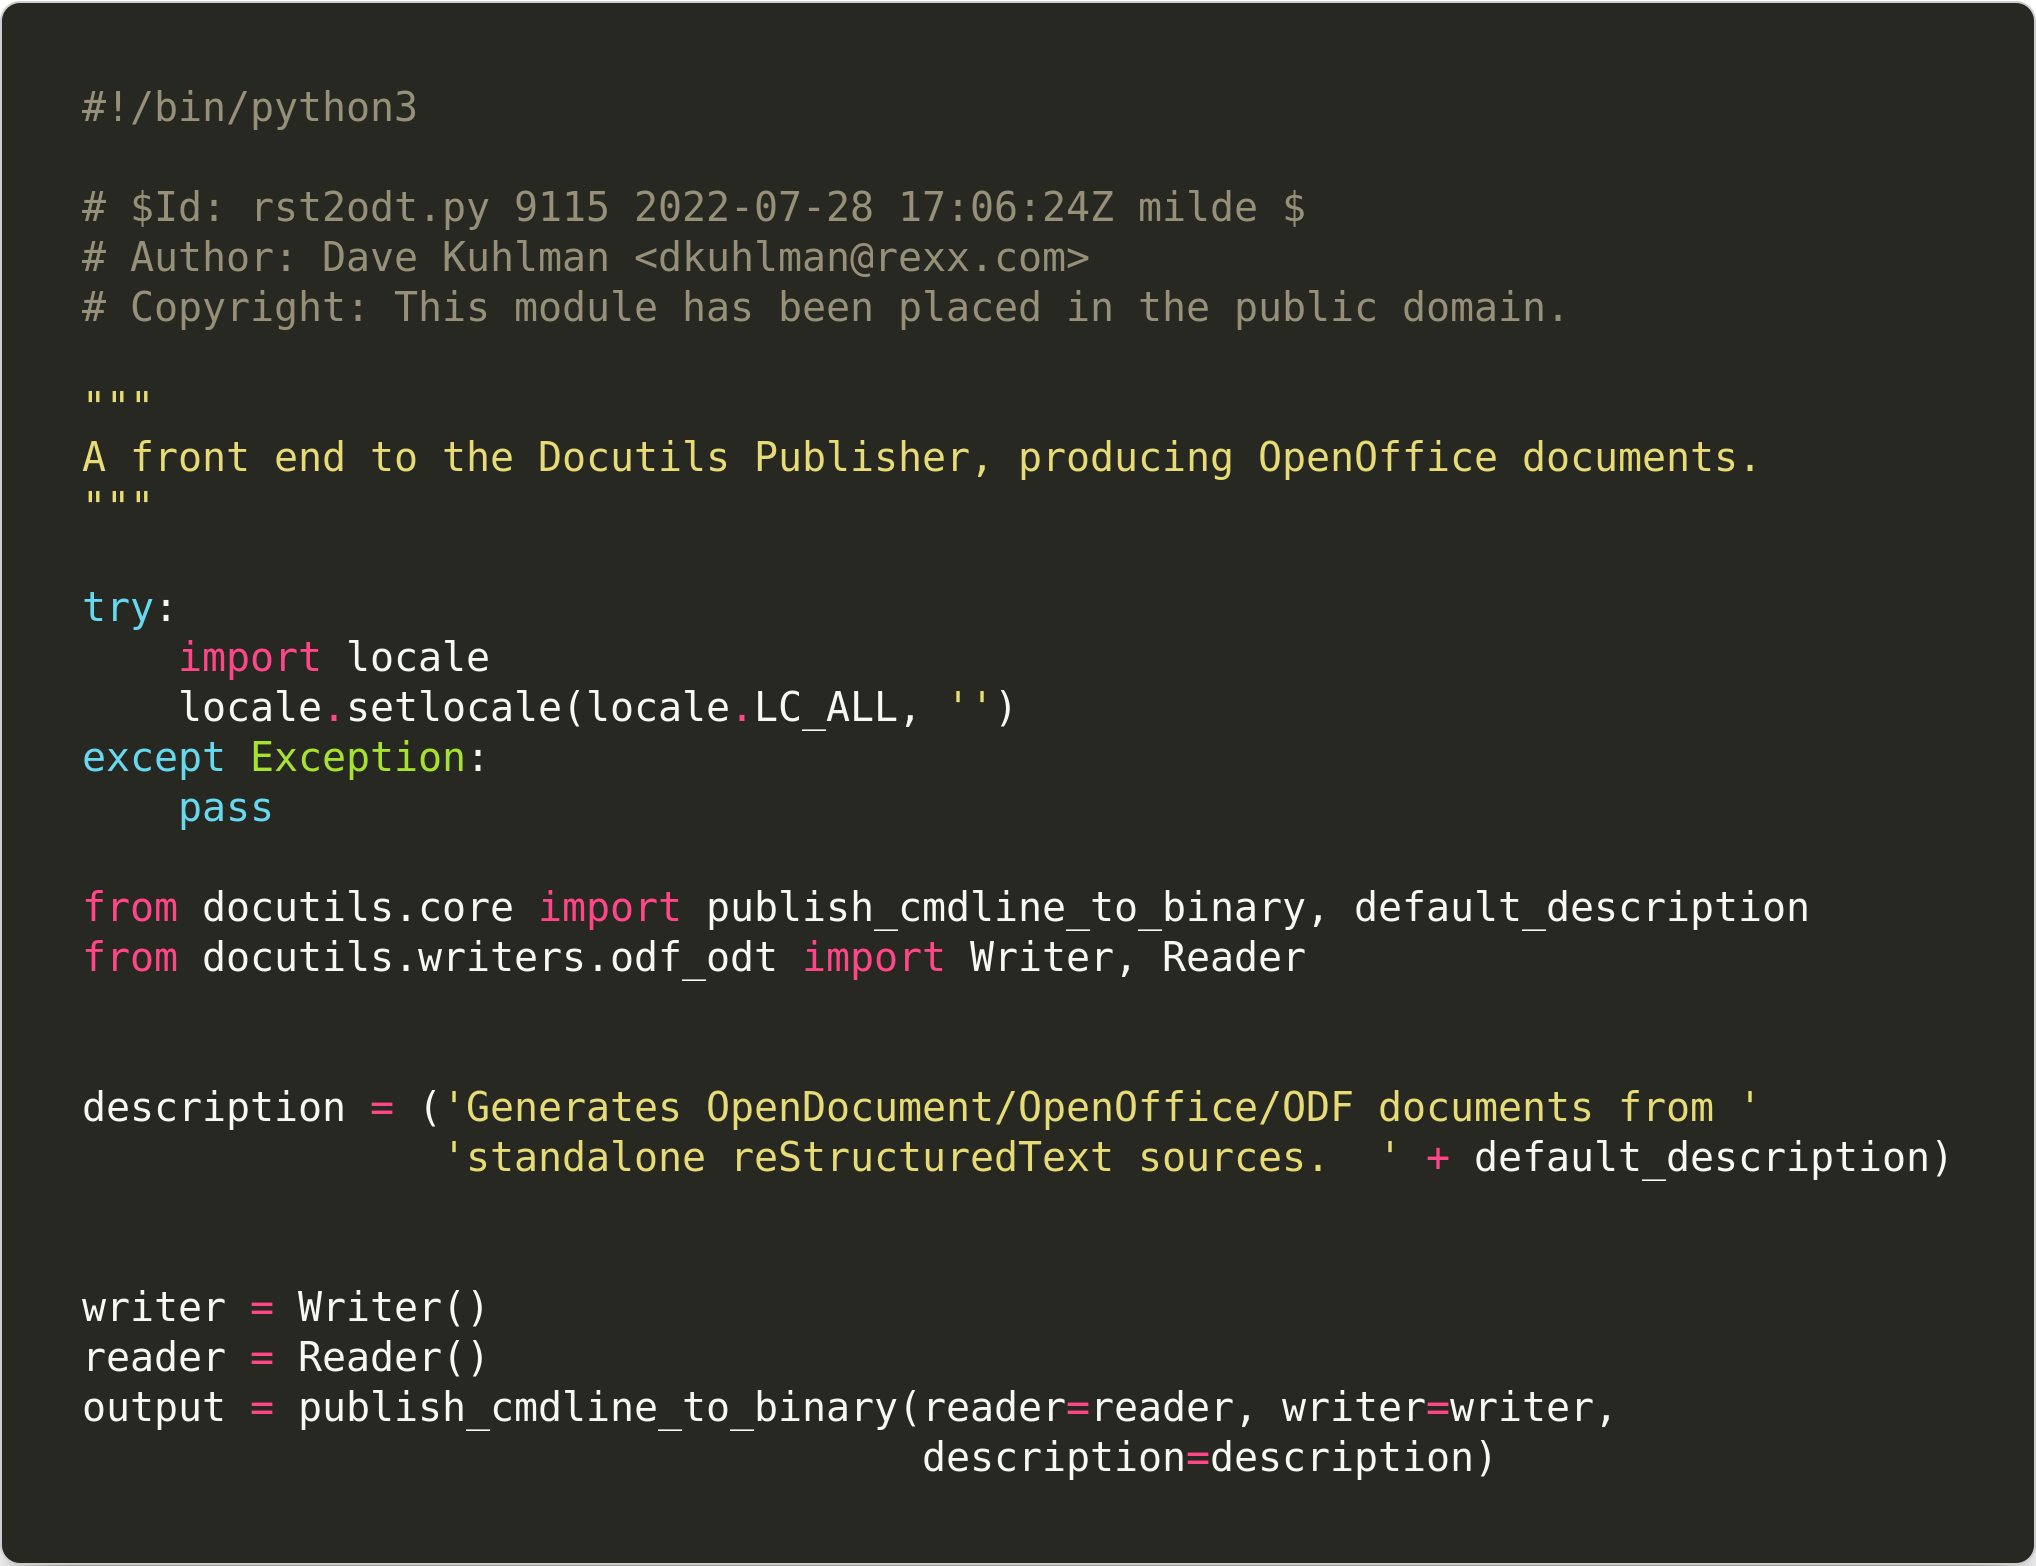 #!/bin/python3

# $Id: rst2odt.py 9115 2022-07-28 17:06:24Z milde $
# Author: Dave Kuhlman <dkuhlman@rexx.com>
# Copyright: This module has been placed in the public domain.

"""
A front end to the Docutils Publisher, producing OpenOffice documents.
"""

try:
    import locale
    locale.setlocale(locale.LC_ALL, '')
except Exception:
    pass

from docutils.core import publish_cmdline_to_binary, default_description
from docutils.writers.odf_odt import Writer, Reader


description = ('Generates OpenDocument/OpenOffice/ODF documents from '
               'standalone reStructuredText sources.  ' + default_description)


writer = Writer()
reader = Reader()
output = publish_cmdline_to_binary(reader=reader, writer=writer,
                                   description=description)